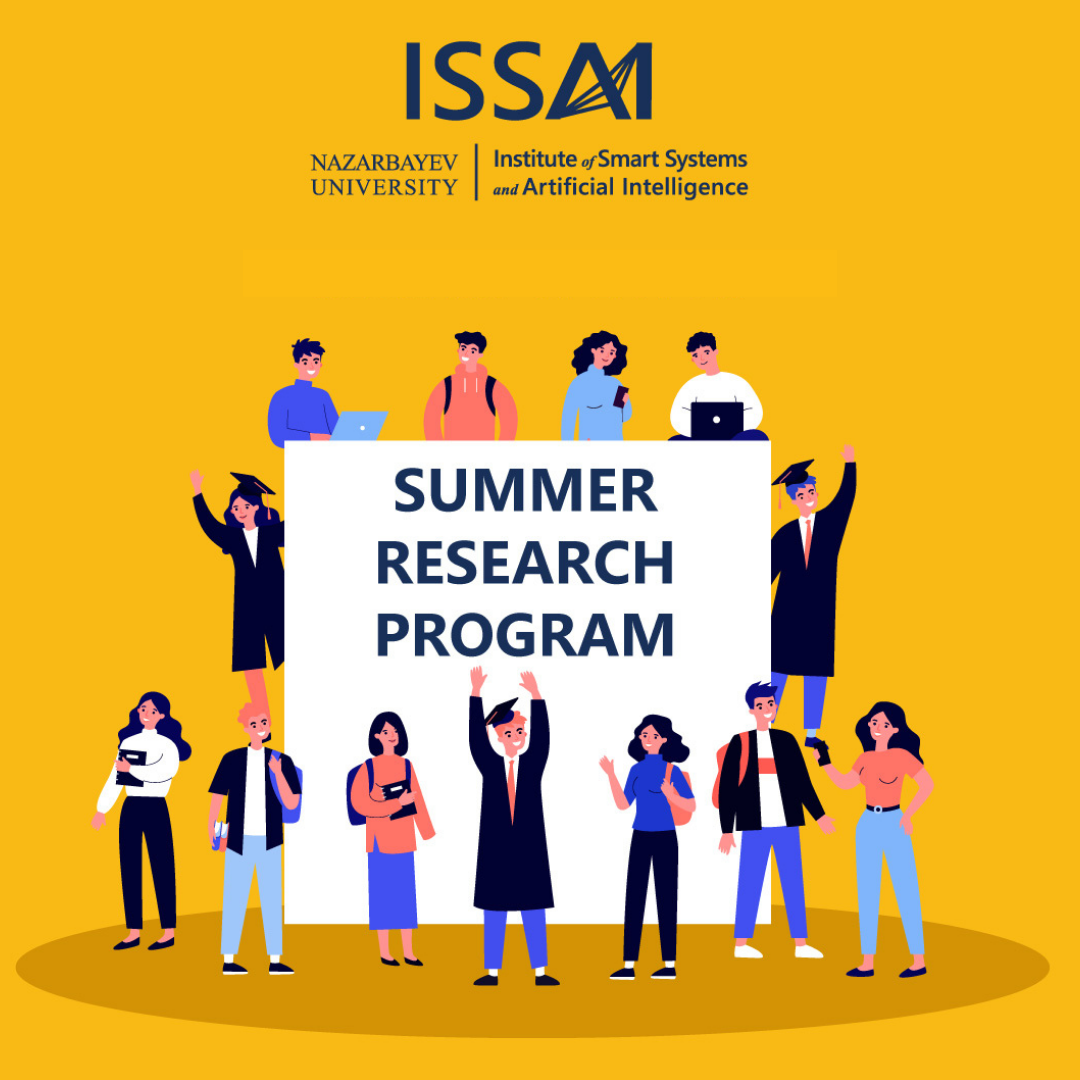 ISSAI
NAZARBAYEV
UNIVERSITY
Institute of Smart Systems
and Artificial Intelligence
SUMMER
RESEARCH
PROGRAM